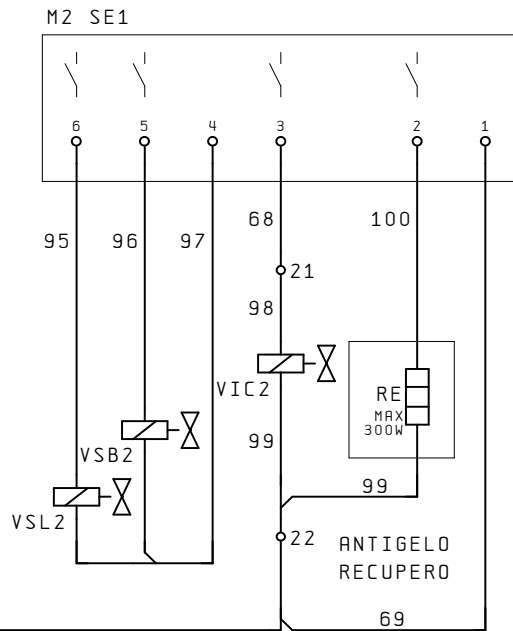 M2 SE1
6 5 4 3 2 1
95 96 97 68 100
21
98
VIC2
RE
MAX
300W
VSB2
99
99
VSL2
22
ANTIGELO
RECUPERO
69